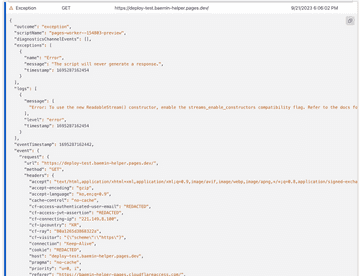 Exception GET https://deploy-test.baemin-helper.pages.dev/ 9/21/2023 6:06:02 PM
{
"outcome": "exception",
"scriptName": "pages-worker--154003-preview",
"diagnosticsChannelEvents": [],
"exceptions": [
{
"name": "Error",
"message": "The script will never generate a response.",
"timestamp": 1695287162454
}
],
"logs": [
{
"message": [
"Error: To use the new ReadableStream() constructor, enable the streams_enable_constructors compatibility flag. Refer to the docs
],
"level": "error",
"timestamp": 1695287162454
}
],
"eventTimestamp": 1695287162442,
"event": {
"request": {
"url": "https://deploy-test.baemin-helper.pages.dev/",
"method": "GET",
"headers": {
"accept": "text/html,application/xhtml+xml,application/xml;q=0.9,image/avif,image/webp,image/apng,*/*;q=0.8,application/signed-exchange
"accept-encoding": "gzip",
"accept-language": "ko,en;q=0.9",
"cache-control": "no-cache",
"cf-access-authenticated-user-email": "REDACTED",
"cf-access-jwt-assertion": "REDACTED",
"cf-connecting-ip":
"cf-ipcountry": "KR",
"cf-ray":
"cf-visitor": "{\"scheme\":\"https\"}",
"connection": "Keep-Alive",
"cookie": "REDACTED",
"host": "deploy-test.baemin-helper.pages.dev",
"pragma": "no-cache",
"priority": "u=0, i",
"referer": "https://baemin-helper.pages.cloudflareaccess.com/",